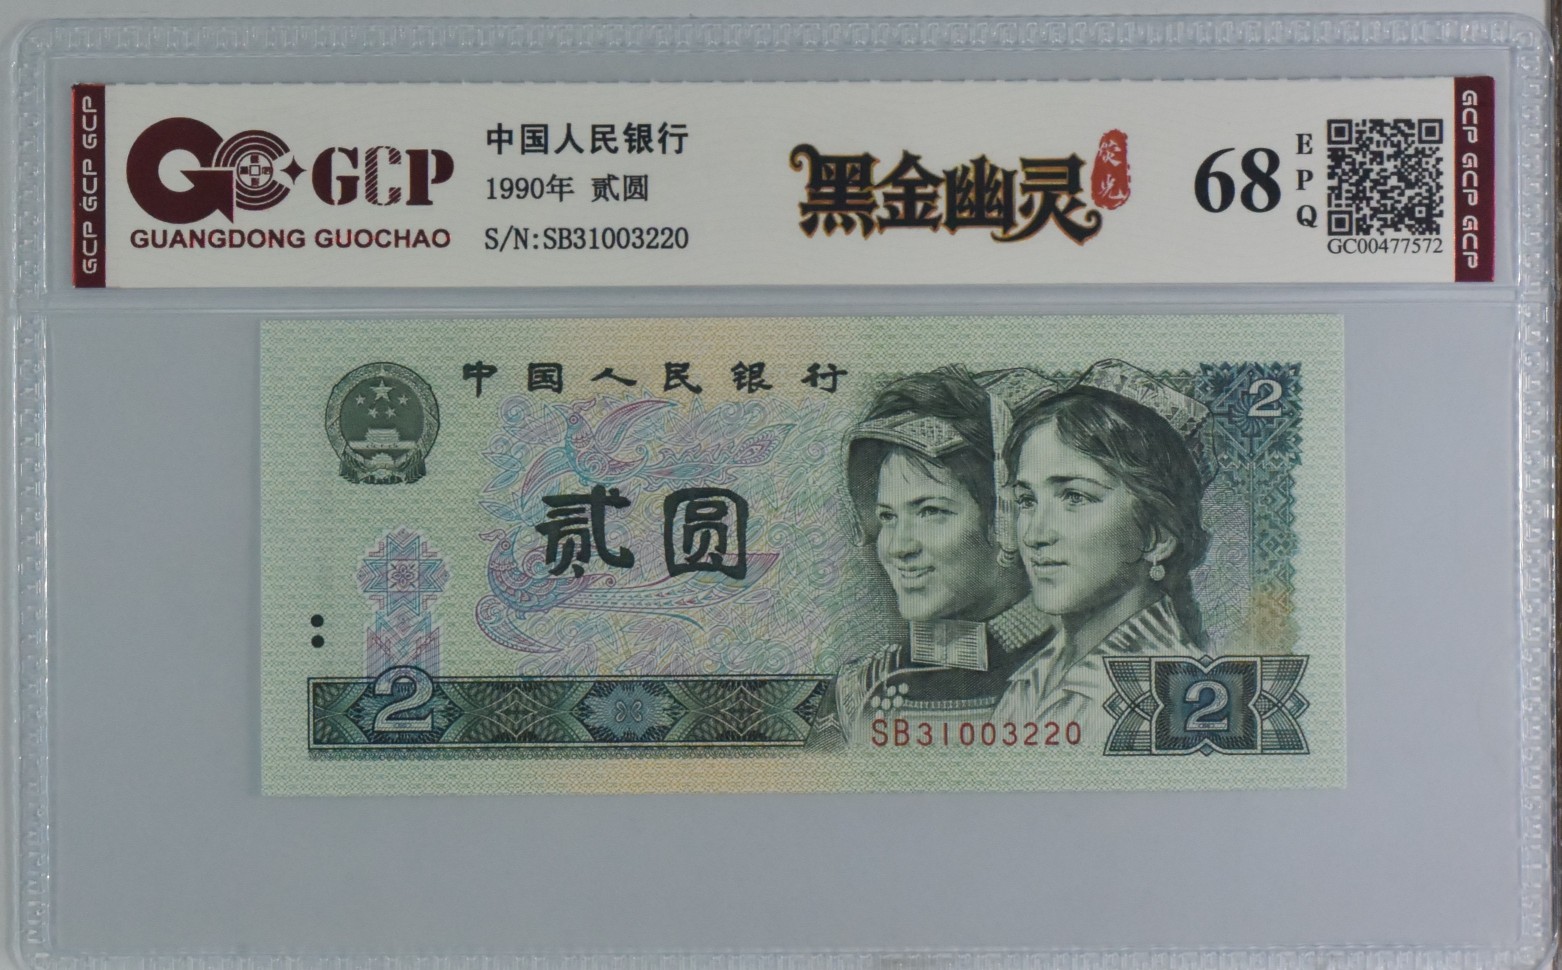 GCP GCP GCP
GCP
GUANGDONG GUOCHAO
中国人民银行
1990年 贰圆
S/N:SB31003220
黑金幽灵
荧光
68
EPQ
GC00477572
GCP GCP GCP
中国人民银行
2
贰圆
2
SB31003220
2